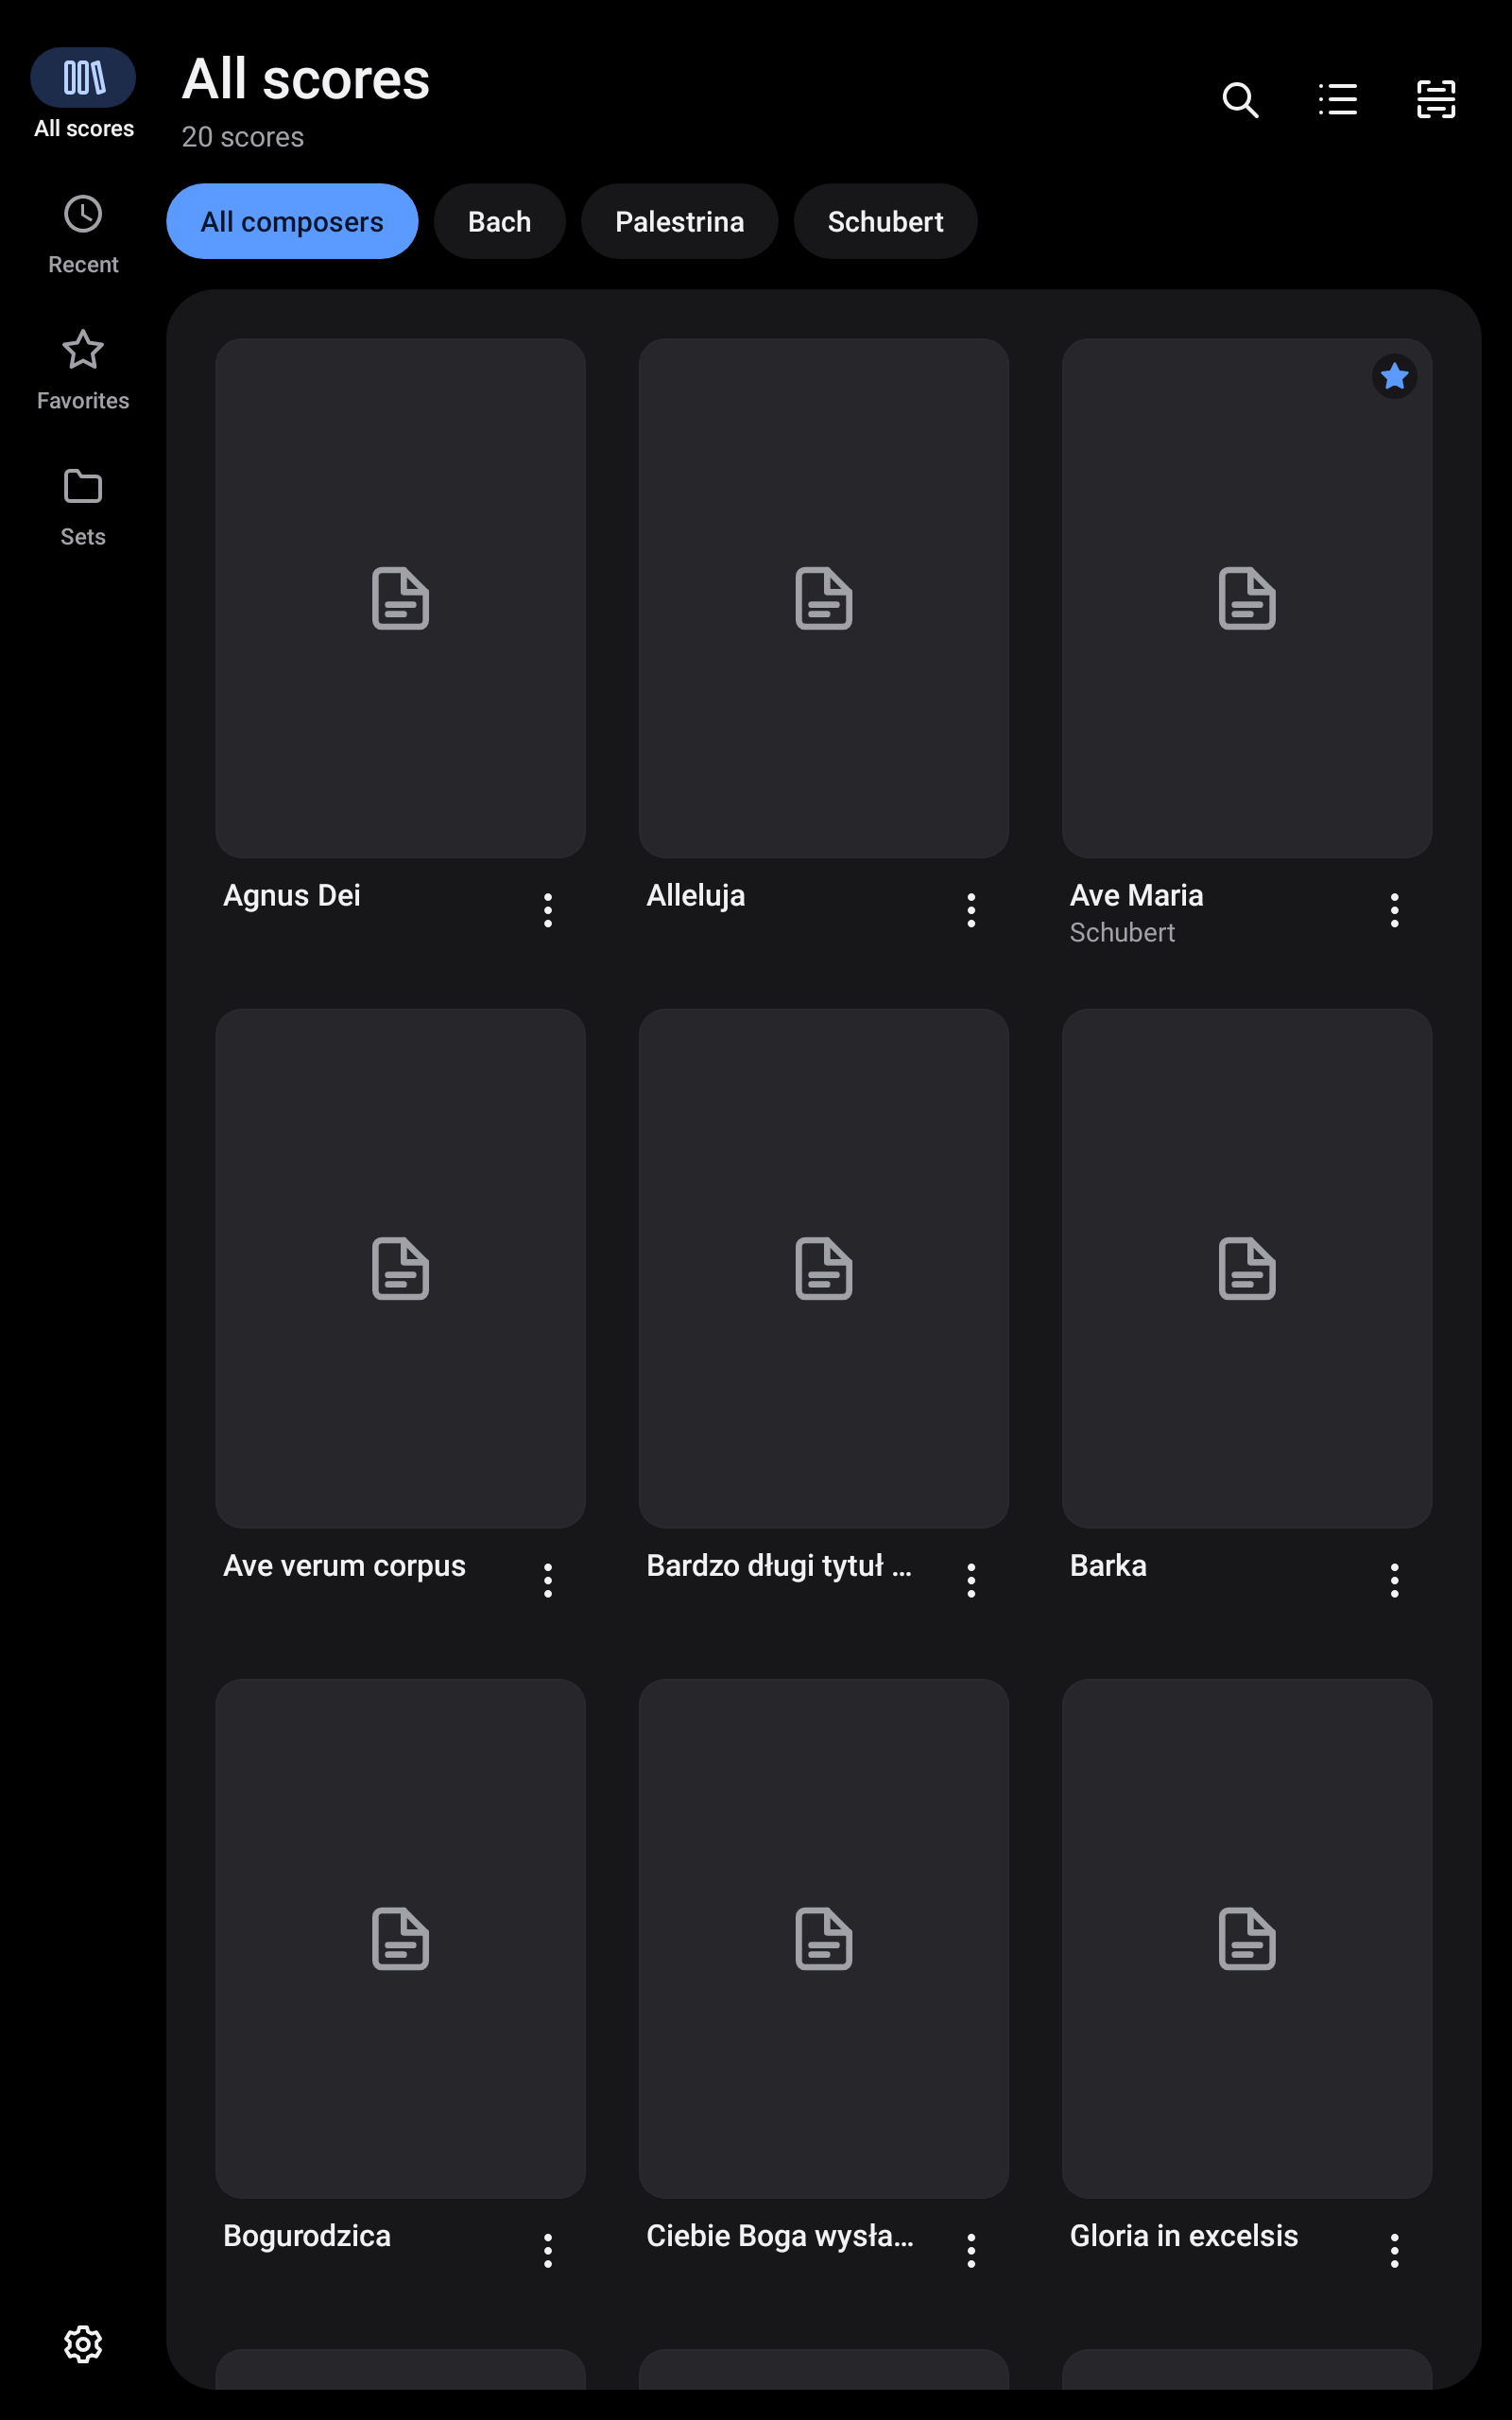 All scores
20 scores
All scores
Recent
Favorites
Sets
All composers
Bach
Palestrina
Schubert
Agnus Dei
Alleluja
Ave Maria
Schubert
Ave verum corpus
Bardzo długi tytuł ...
Barka
Bogurodzica
Ciebie Boga wysła...
Gloria in excelsis